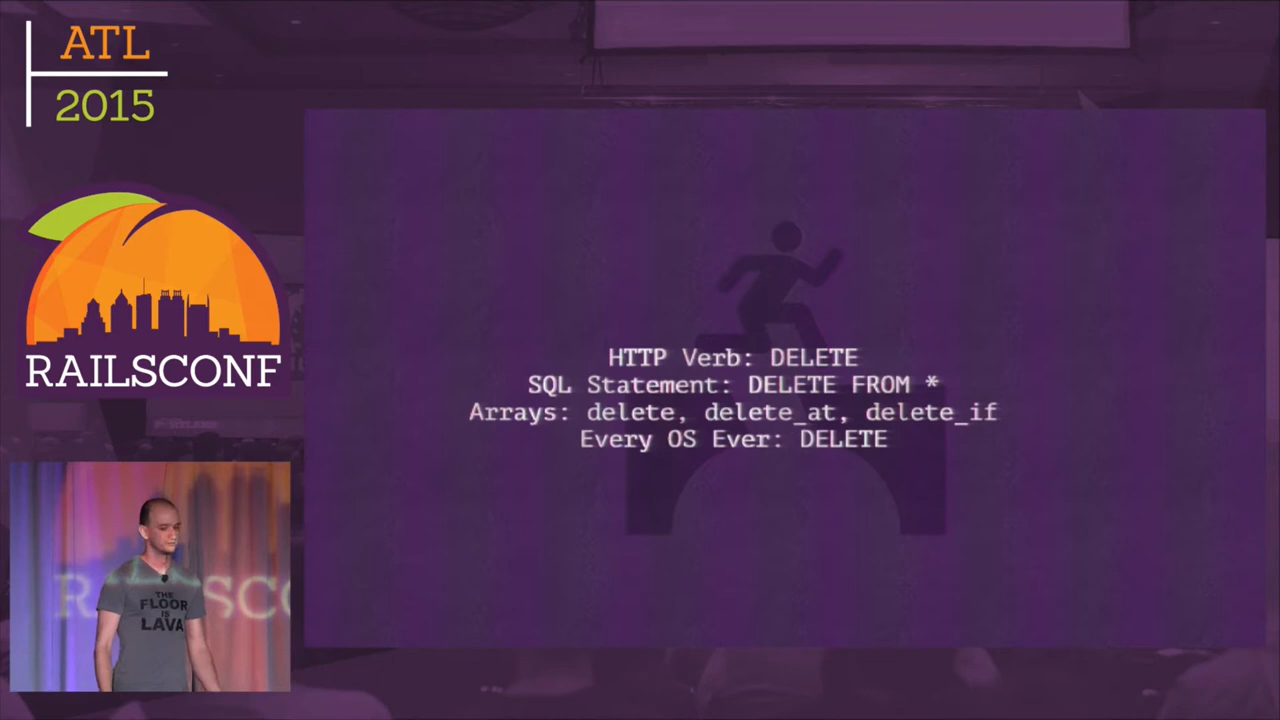 ATL
2015
RAILSCONF
HTTP Verb: DELETE
SQL Statement: DELETE FROM *
Arrays: delete, delete_at, delete_if
Every OS Ever: DELETE
THE
FLOOR
IS
LAVA